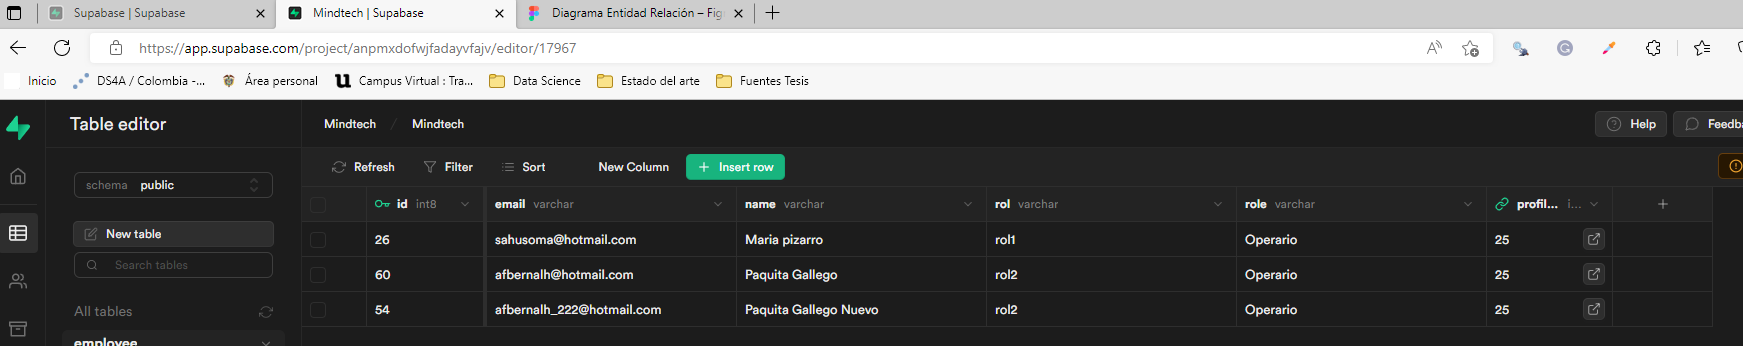 Supabase | Supabase
Mindtech | Supabase
Diagrama Entidad Relación – Fig
https://app.supabase.com/project/anpmxdofwjfadayvfajv/editor/17967
Inicio
DS4A / Colombia -...
Área personal
Campus Virtual : Tra...
Data Science
Estado del arte
Fuentes Tesis
Table editor
Mindtech / Mindtech
Help
Feedba
Refresh
Filter
Sort
New Column
+ Insert row
schema public
New table
Search tables
All tables
employee
id int8 email varchar name varchar rol varchar role varchar profil... i...
26 sahusoma@hotmail.com Maria pizarro rol1 Operario 25
60 afbernalh@hotmail.com Paquita Gallego rol2 Operario 25
54 afbernalh_222@hotmail.com Paquita Gallego Nuevo rol2 Operario 25